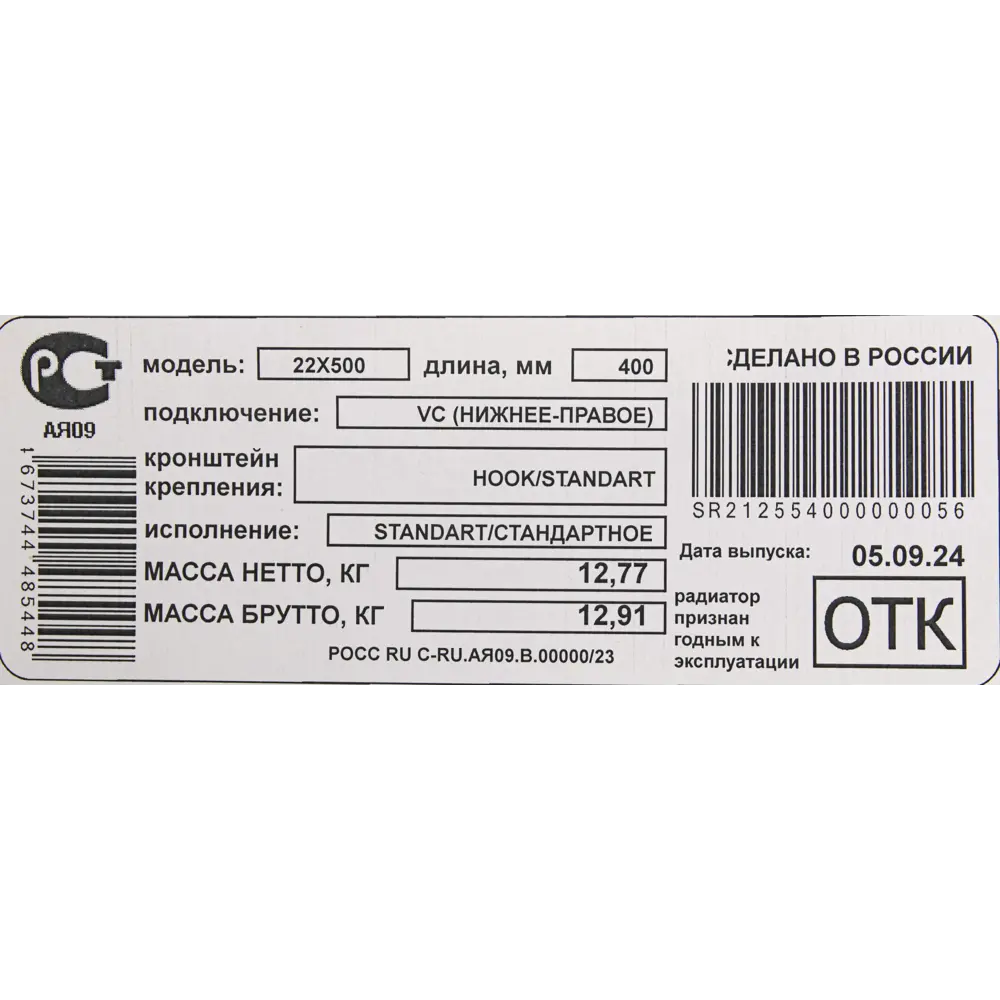 РСТ
АЯ09
1673744485448
модель: 22X500 длина, мм 400
подключение: VC (НИЖНЕЕ-ПРАВОЕ)
кронштейн
крепления: HOOK/STANDART
исполнение: STANDART/СТАНДАРТНОЕ
МАССА НЕТТО, КГ 12,77
МАССА БРУТТО, КГ 12,91
РОСС RU C-RU.АЯ09.В.00000/23
СДЕЛАНО В РОССИИ
SR212554000000056
Дата выпуска: 05.09.24
радиатор
признан
годным к
эксплуатации
ОТК